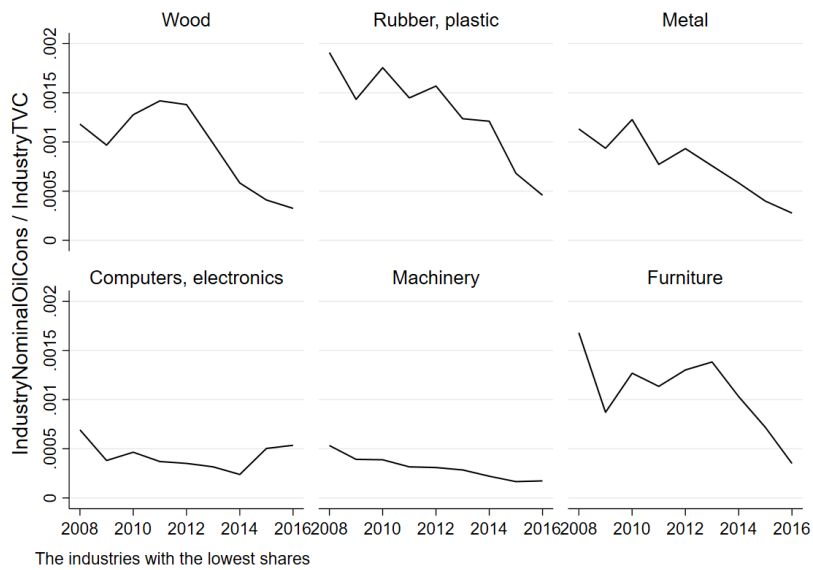 Wood
Rubber, plastic
Metal
IndustryNominalOilCons / IndustryTVC
0 .0005 .001 .0015 .002
Computers, electronics
Machinery
Furniture
0 .0005 .001 .0015 .002
2008 2010 2012 2014 2016
2008 2010 2012 2014 2016
2008 2010 2012 2014 2016
The industries with the lowest shares